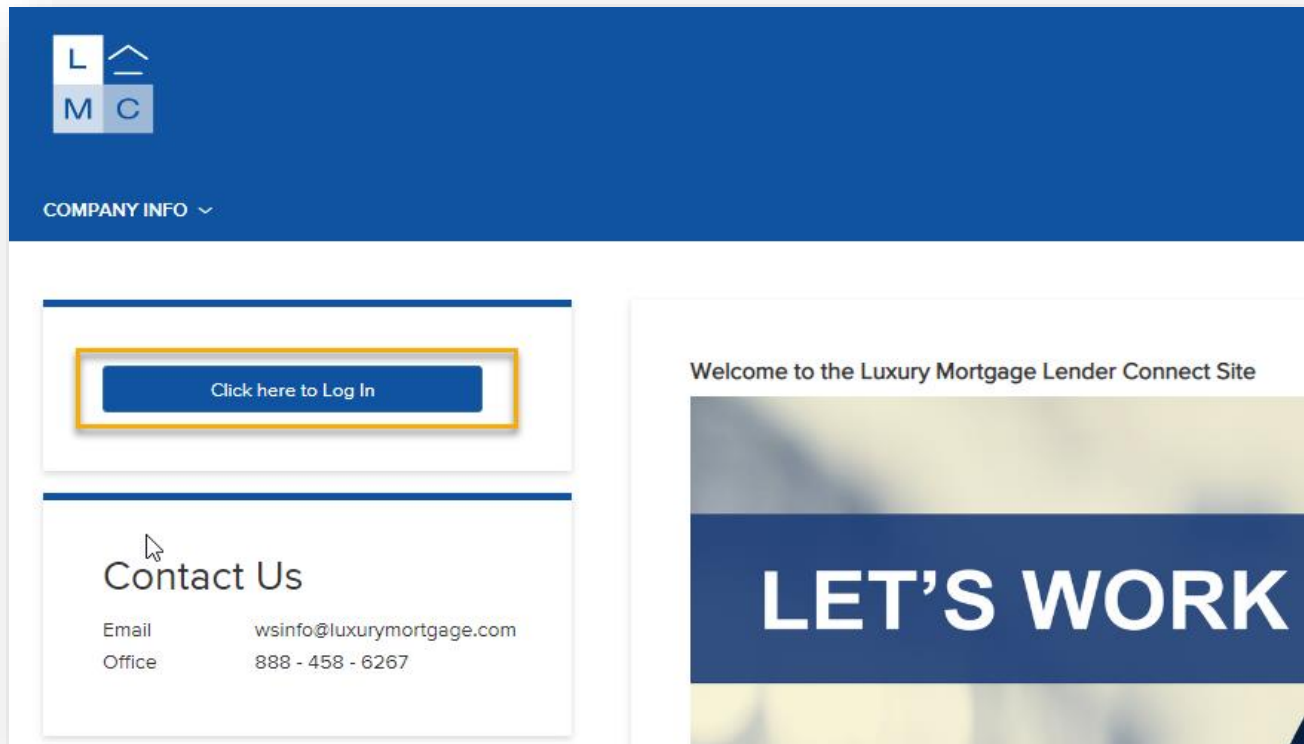 L
M C
COMPANY INFO
Click here to Log In
Contact Us
Email wsinfo@luxurymortgage.com
Office 888 - 458 - 6267
Welcome to the Luxury Mortgage Lender Connect Site
LET'S WORK